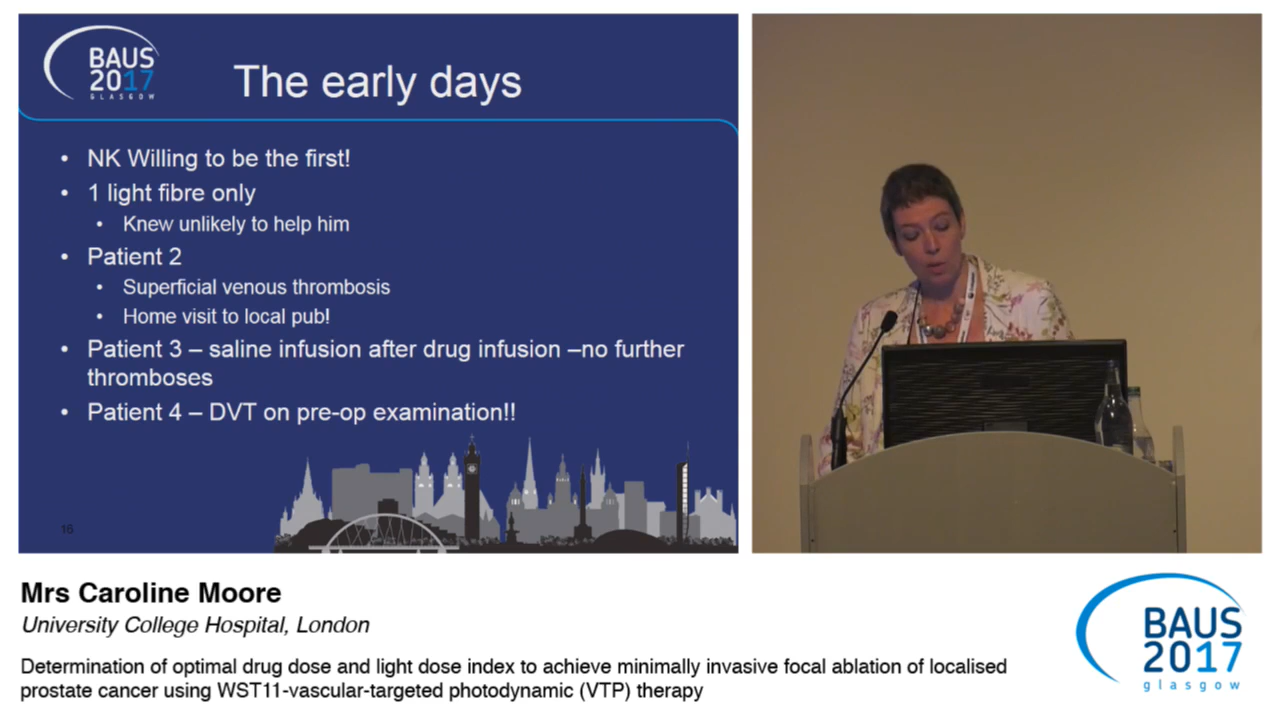 BAUS
2017
GLASGOW
The early days
• NK Willing to be the first!
• 1 light fibre only
• Knew unlikely to help him
• Patient 2
• Superficial venous thrombosis
• Home visit to local pub!
• Patient 3 – saline infusion after drug infusion –no further
thromboses
• Patient 4 – DVT on pre-op examination!!
16
Mrs Caroline Moore
University College Hospital, London
Determination of optimal drug dose and light dose index to achieve minimally invasive focal ablation of localised
prostate cancer using WST11-vascular-targeted photodynamic (VTP) therapy
BAUS
2017
glasgow